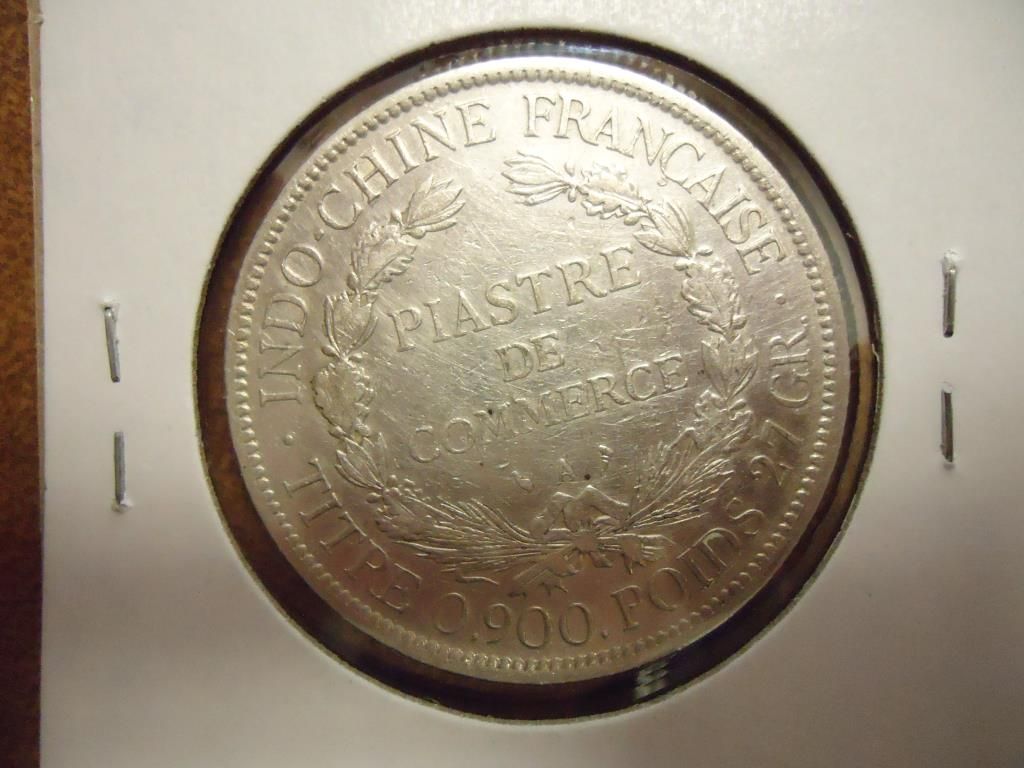 INDO-CHINE FRANÇAISE
PIASTRE
DE
COMMERCE
A
· TITRE 0.900. POIDS 27 GR. ·